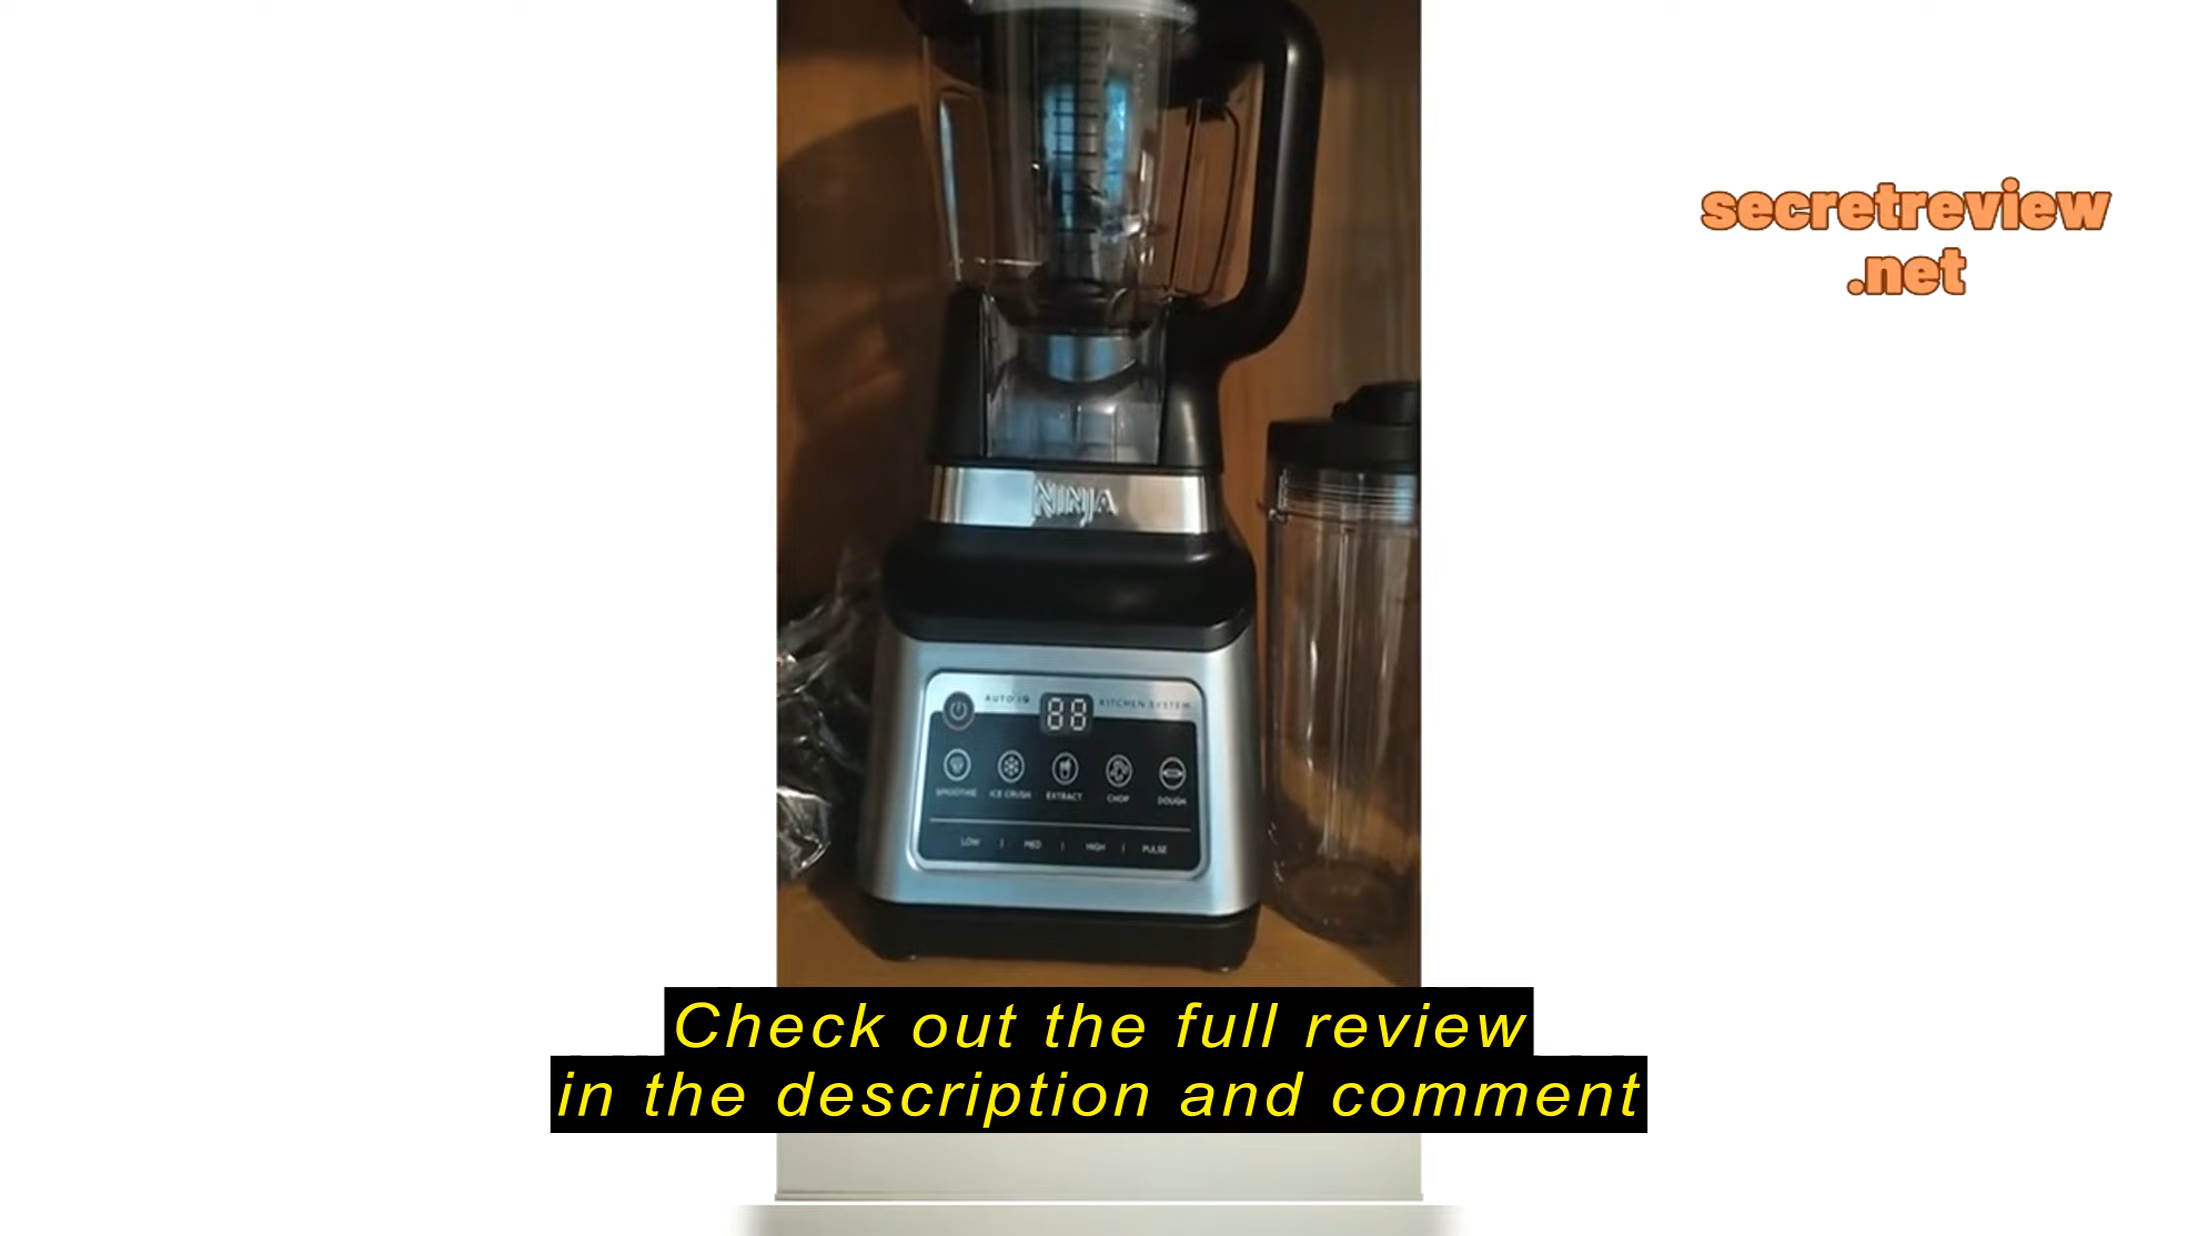 secretreview
.net
NINJA
AUTO IQ 88 KITCHEN SYSTEM
SMOOTHIE ICE CRUSH EXTRACT CHOP DOUGH
LOW | MED | HIGH | PULSE
Check out the full review
in the description and comment